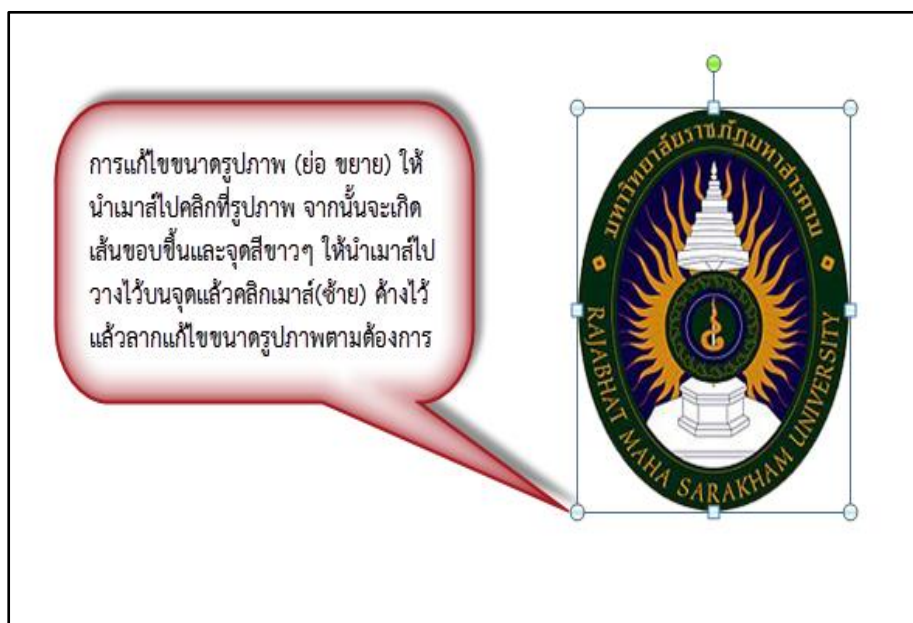 การแก้ไขขนาดรูปภาพ (ย่อ ขยาย) ให้
นำเมาส์ไปคลิกที่รูปภาพ จากนั้นจะเกิด
เส้นขอบขึ้นและจุดสีขาวๆ ให้นำเมาส์ไป
วางไว้บนจุดแล้วคลิกเมาส์(ซ้าย) ค้างไว้
แล้วลากแก้ไขขนาดรูปภาพตามต้องการ
มหาวิทยาลัยราชภัฏมหาสารคาม
RAJABHAT MAHA SARAKHAM UNIVERSITY